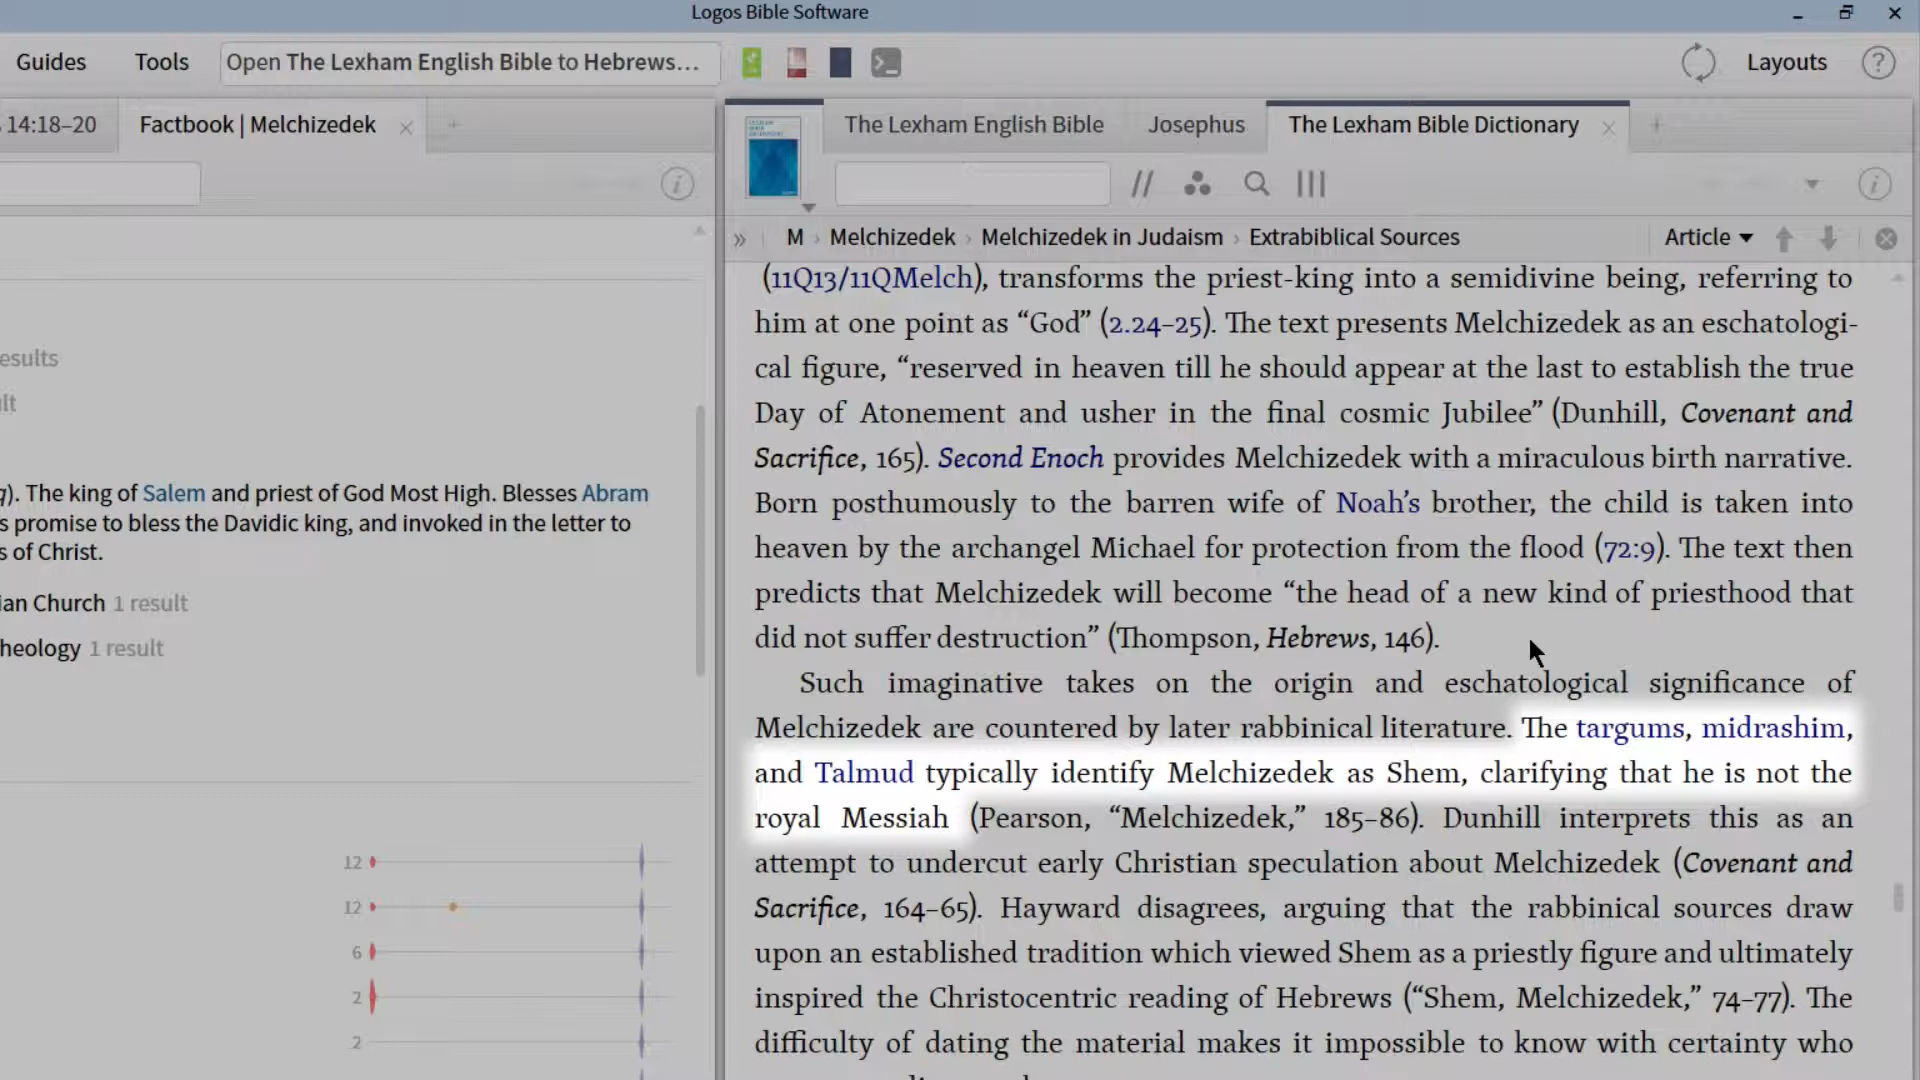 Logos Bible Software
Guides
Tools
Open The Lexham English Bible to Hebrews...
Layouts
14:18–20
Factbook | Melchizedek
esults
lt
). The king of Salem and priest of God Most High. Blesses Abram
s promise to bless the Davidic king, and invoked in the letter to
s of Christ.
ian Church 1 result
heology 1 result
12
12
6
2
2
The Lexham English Bible
Josephus
The Lexham Bible Dictionary
M › Melchizedek › Melchizedek in Judaism › Extrabiblical Sources
Article
(11Q13/11QMelch), transforms the priest-king into a semidivine being, referring to
him at one point as “God” (2.24–25). The text presents Melchizedek as an eschatologi-
cal figure, “reserved in heaven till he should appear at the last to establish the true
Day of Atonement and usher in the final cosmic Jubilee” (Dunhill, Covenant and
Sacrifice, 165). Second Enoch provides Melchizedek with a miraculous birth narrative.
Born posthumously to the barren wife of Noah’s brother, the child is taken into
heaven by the archangel Michael for protection from the flood (72:9). The text then
predicts that Melchizedek will become “the head of a new kind of priesthood that
did not suffer destruction” (Thompson, Hebrews, 146).
Such imaginative takes on the origin and eschatological significance of
Melchizedek are countered by later rabbinical literature. The targums, midrashim,
and Talmud typically identify Melchizedek as Shem, clarifying that he is not the
royal Messiah (Pearson, “Melchizedek,” 185–86). Dunhill interprets this as an
attempt to undercut early Christian speculation about Melchizedek (Covenant and
Sacrifice, 164–65). Hayward disagrees, arguing that the rabbinical sources draw
upon an established tradition which viewed Shem as a priestly figure and ultimately
inspired the Christocentric reading of Hebrews (“Shem, Melchizedek,” 74–77). The
difficulty of dating the material makes it impossible to know with certainty who